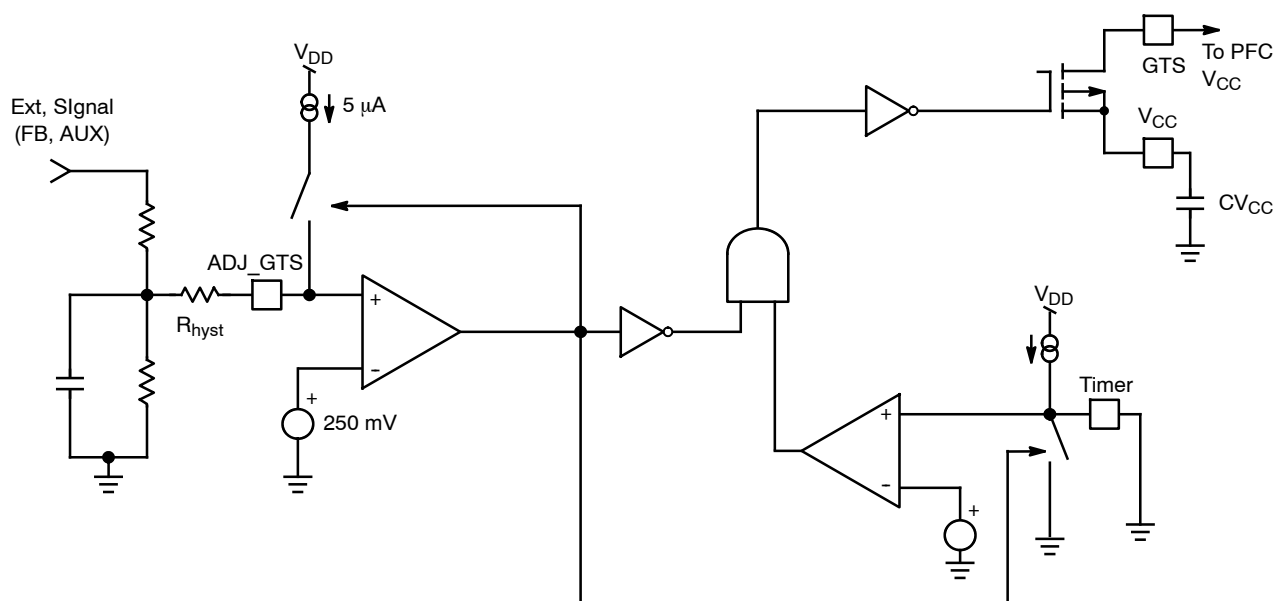 V_DD
5 μA
Ext, SIgnal
(FB, AUX)
ADJ_GTS
R_hyst
+
-
+
250 mV
GTS
To PFC
V_CC
V_CC
CV_CC
V_DD
Timer
+
-
+